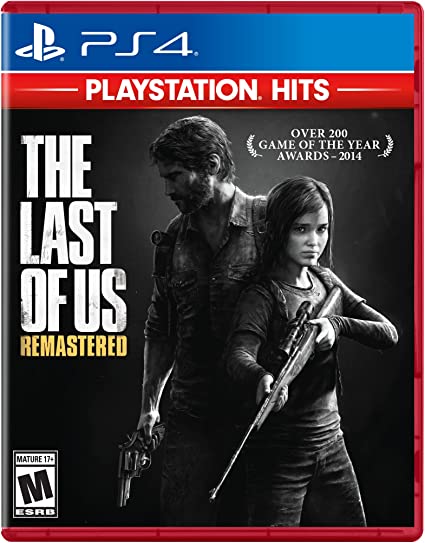 PS4
PLAYSTATION® HITS
OVER 200
GAME OF THE YEAR
AWARDS – 2014
THE
LAST
OF US
REMASTERED
MATURE 17+
M
ESRB